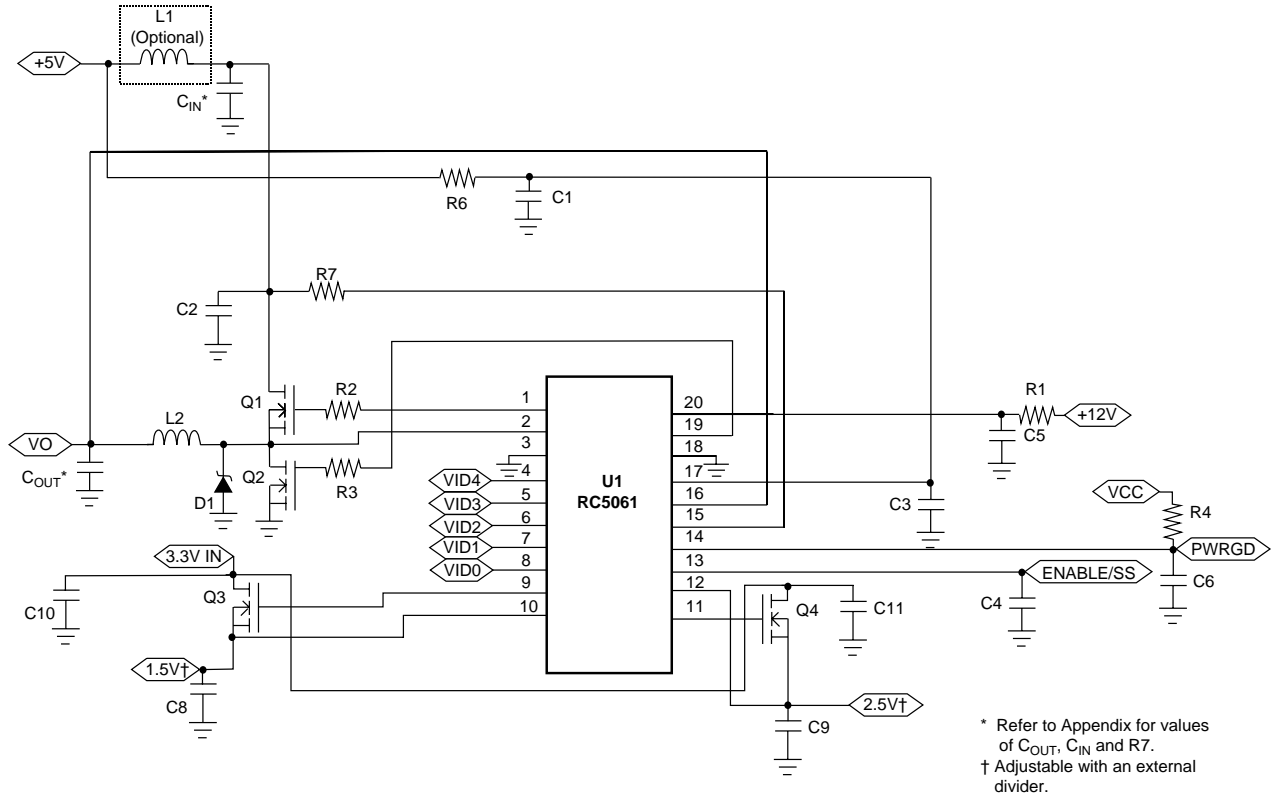 L1
(Optional)
+5V
CIN*
R6
C1
R7
C2
Q1
R2
L2
VO
COUT*
D1
Q2
R3
1
2
3
4
5
6
7
8
9
10
VID4
VID3
VID2
VID1
VID0
U1
RC5061
20
19
18
17
16
15
14
13
12
11
R1
+12V
C5
C3
VCC
R4
PWRGD
C6
ENABLE/SS
C4
3.3V IN
C10
Q3
1.5V†
C8
Q4
C11
2.5V†
C9
* Refer to Appendix for values
of COUT, CIN and R7.
† Adjustable with an external
divider.